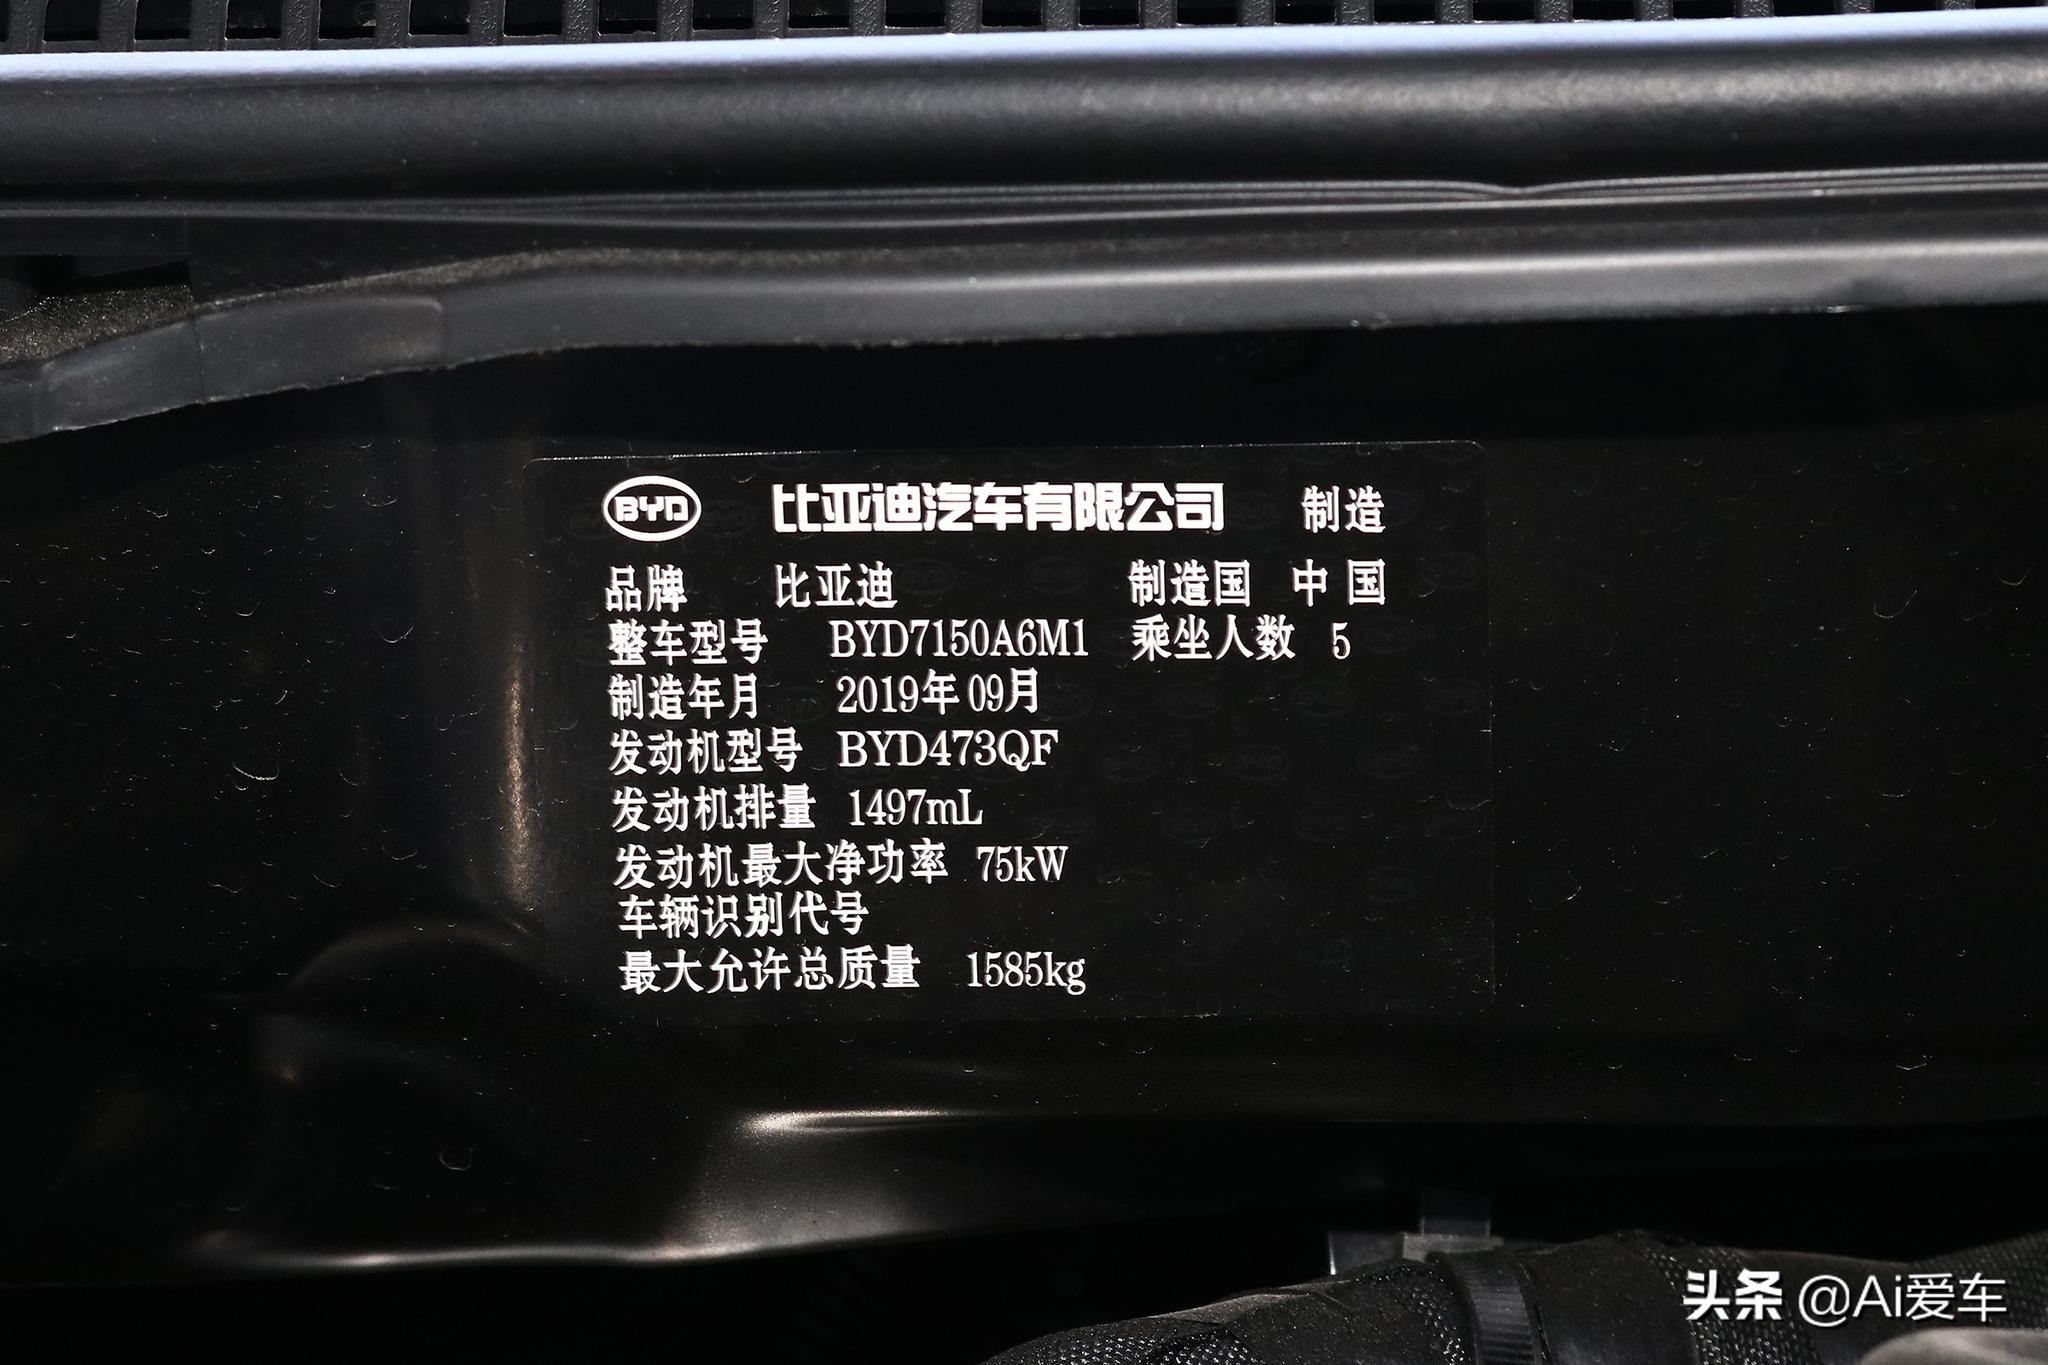 BYD 比亚迪汽车有限公司 制造
品牌 比亚迪 制造国 中国
整车型号 BYD7150A6M1 乘坐人数 5
制造年月 2019年09月
发动机型号 BYD473QF
发动机排量 1497mL
发动机最大净功率 75kW
车辆识别代号
最大允许总质量 1585kg
头条 @Ai爱车